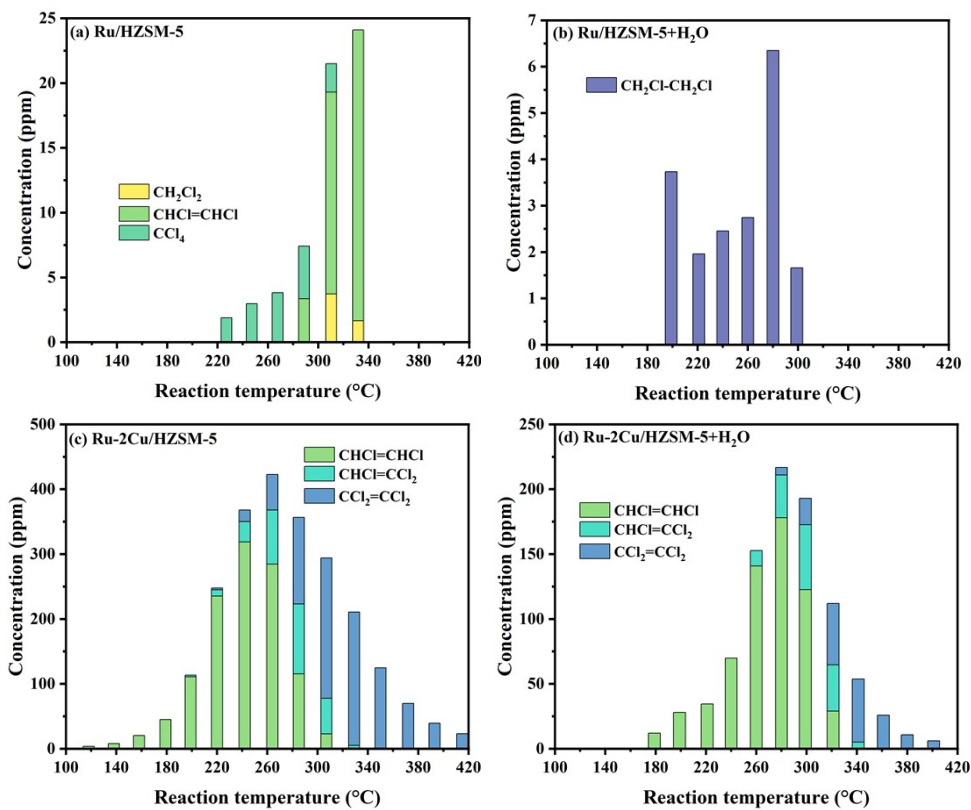 (a) Ru/HZSM-5
Concentration (ppm)
25
20
15
10
5
0
CH₂Cl₂
CHCl=CHCl
CCl₄
100 140 180 220 260 300 340 380 420
Reaction temperature (°C)
(b) Ru/HZSM-5+H₂O
Concentration (ppm)
7
6
5
4
3
2
1
0
CH₂Cl-CH₂Cl
100 140 180 220 260 300 340 380 420
Reaction temperature (°C)
(c) Ru-2Cu/HZSM-5
Concentration (ppm)
500
400
300
200
100
0
CHCl=CHCl
CHCl=CCl₂
CCl₂=CCl₂
100 140 180 220 260 300 340 380 420
Reaction temperature (°C)
(d) Ru-2Cu/HZSM-5+H₂O
Concentration (ppm)
250
200
150
100
50
0
CHCl=CHCl
CHCl=CCl₂
CCl₂=CCl₂
100 140 180 220 260 300 340 380 420
Reaction temperature (°C)